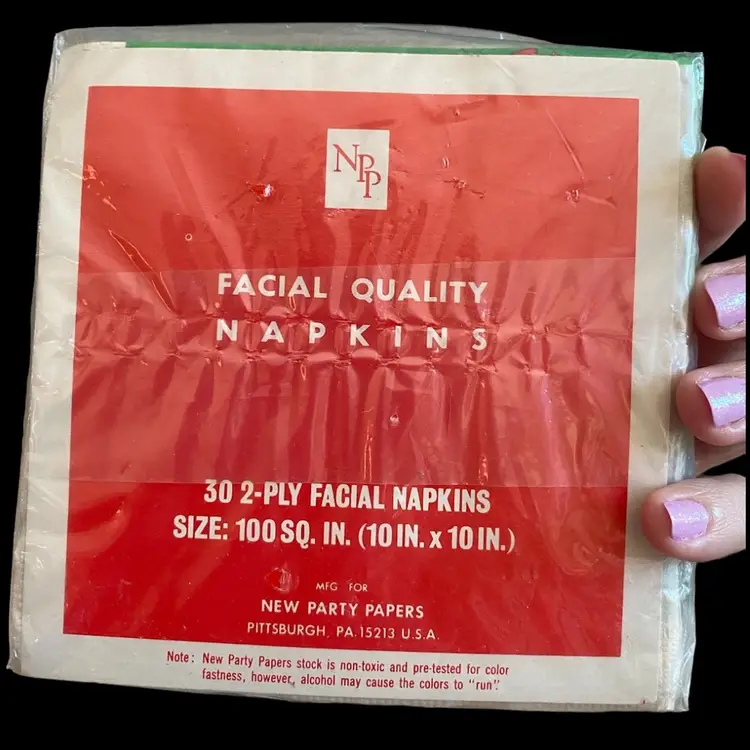 NPP
FACIAL QUALITY
NAPKINS
30 2-PLY FACIAL NAPKINS
SIZE: 100 SQ. IN. (10 IN. x 10 IN.)
MFG FOR
NEW PARTY PAPERS
PITTSBURGH, PA. 15213 U.S.A.
Note: New Party Papers stock is non-toxic and pre-tested for color
fastness, however, alcohol may cause the colors to "run".